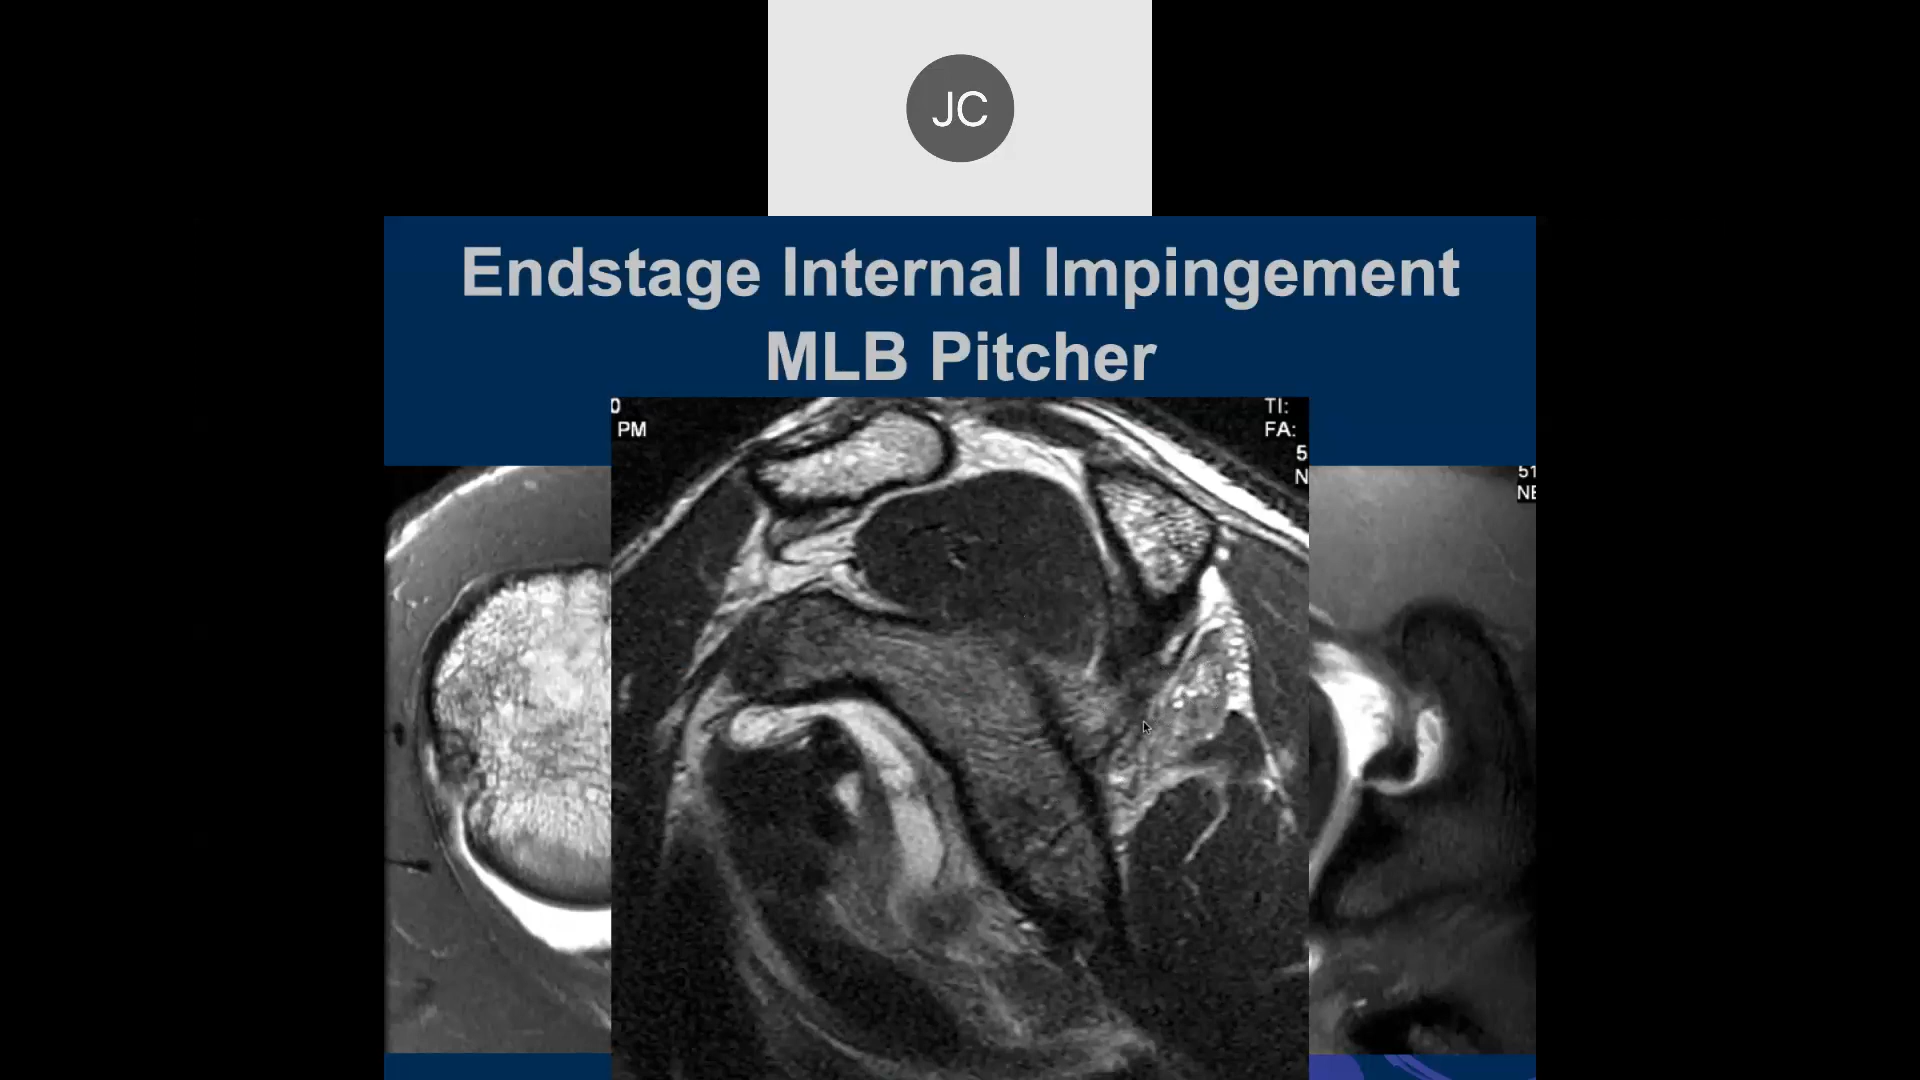 JC
Endstage Internal Impingement
MLB Pitcher
0
PM
TI:
FA:
5
N
51
NE